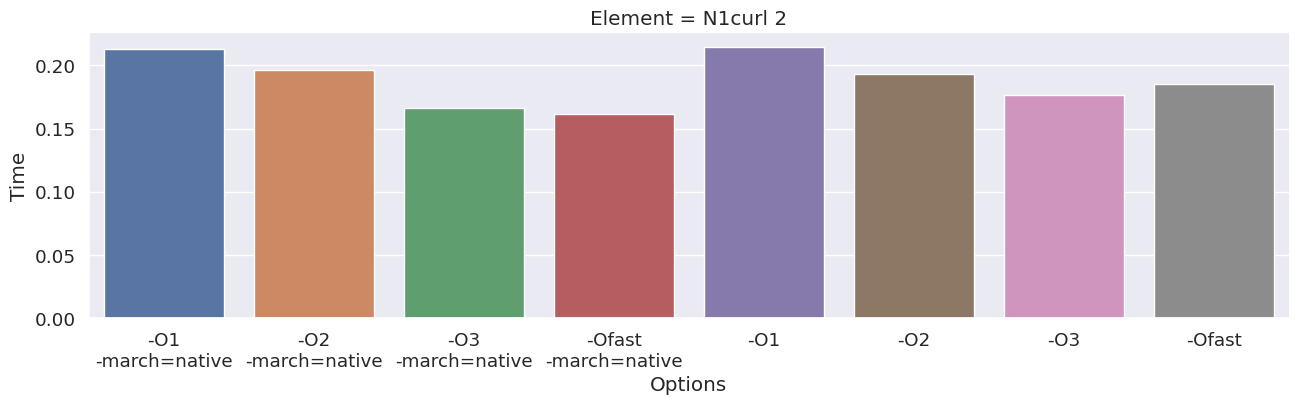 Element = N1curl 2
Time
0.20
0.15
0.10
0.05
0.00
-O1 -O2 -O3 -Ofast -O1 -O2 -O3 -Ofast
-march=native -march=native -march=native -march=native
Options